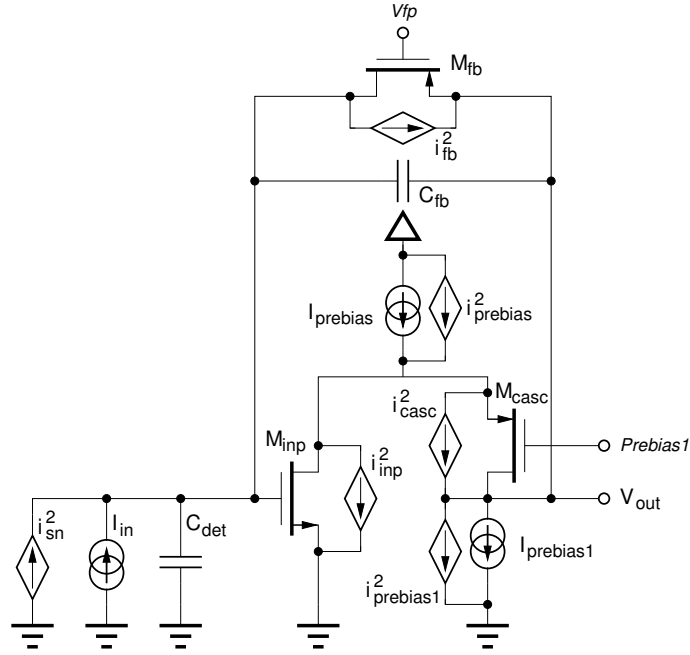 Vfp
M_fb
i²_fb
C_fb
I_prebias
i²_prebias
M_casc
i²_casc
M_inp
i²_inp
Prebias1
i²_sn
I_in
C_det
V_out
I_prebias1
i²_prebias1